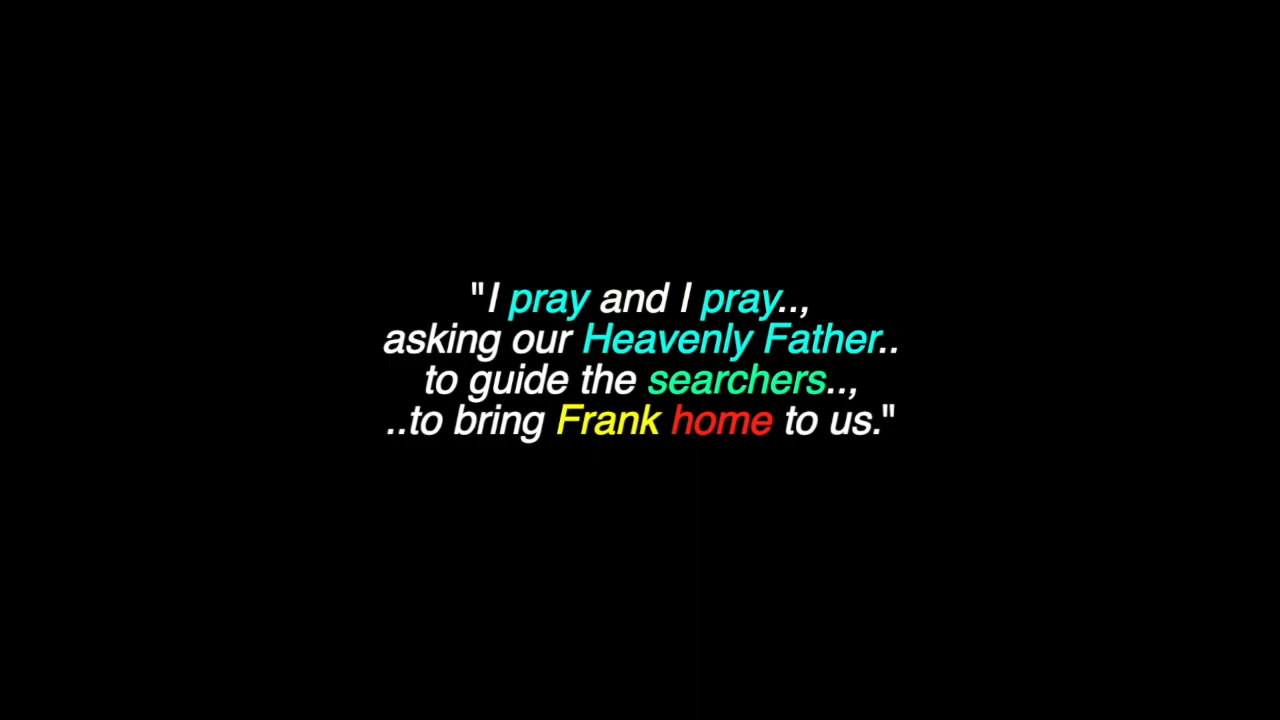 "I pray and I pray..,
asking our Heavenly Father..
to guide the searchers..,
..to bring Frank home to us."